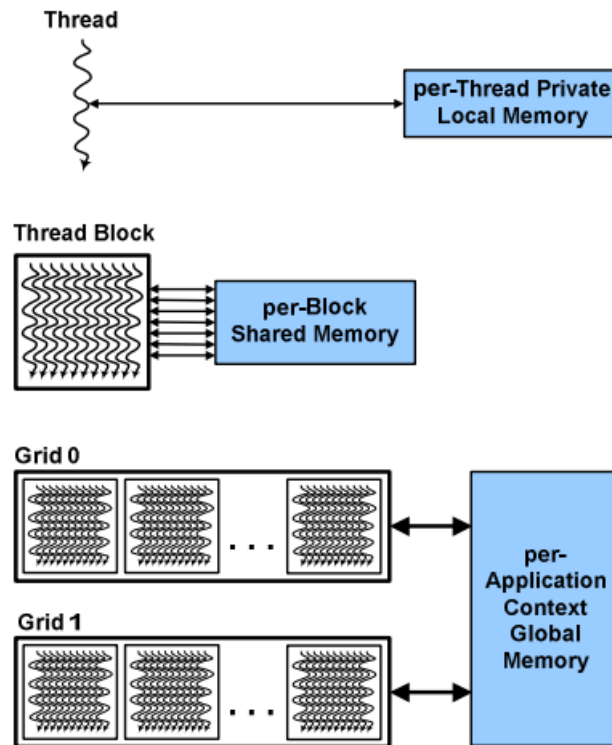 Thread
per-Thread Private
Local Memory
Thread Block
per-Block
Shared Memory
Grid 0
. . .
per-
Application
Context
Global
Memory
Grid 1
. . .